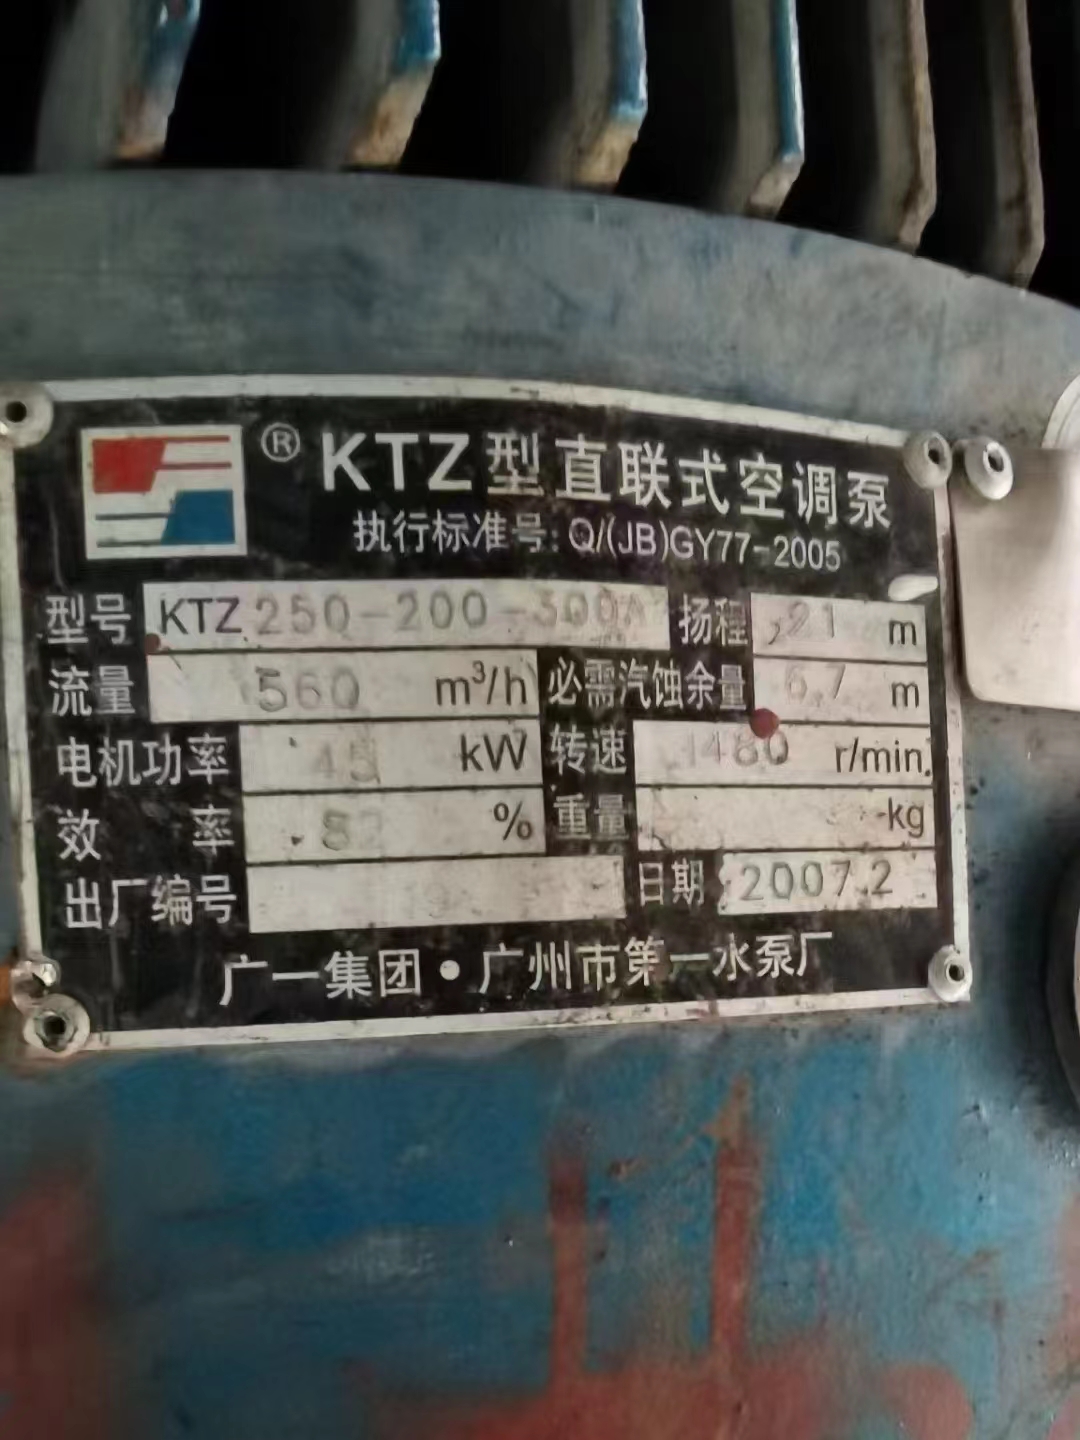 ® KTZ型直联式空调泵
执行标准号: Q/(JB)GY77-2005
型号 KTZ 250-200-300A 扬程 21 m
流量 560 m³/h 必需汽蚀余量 6.7 m
电机功率 45 kW 转速 1480 r/min
效率 82 % 重量 kg
出厂编号 日期 2007.2
广一集团·广州市第一水泵厂